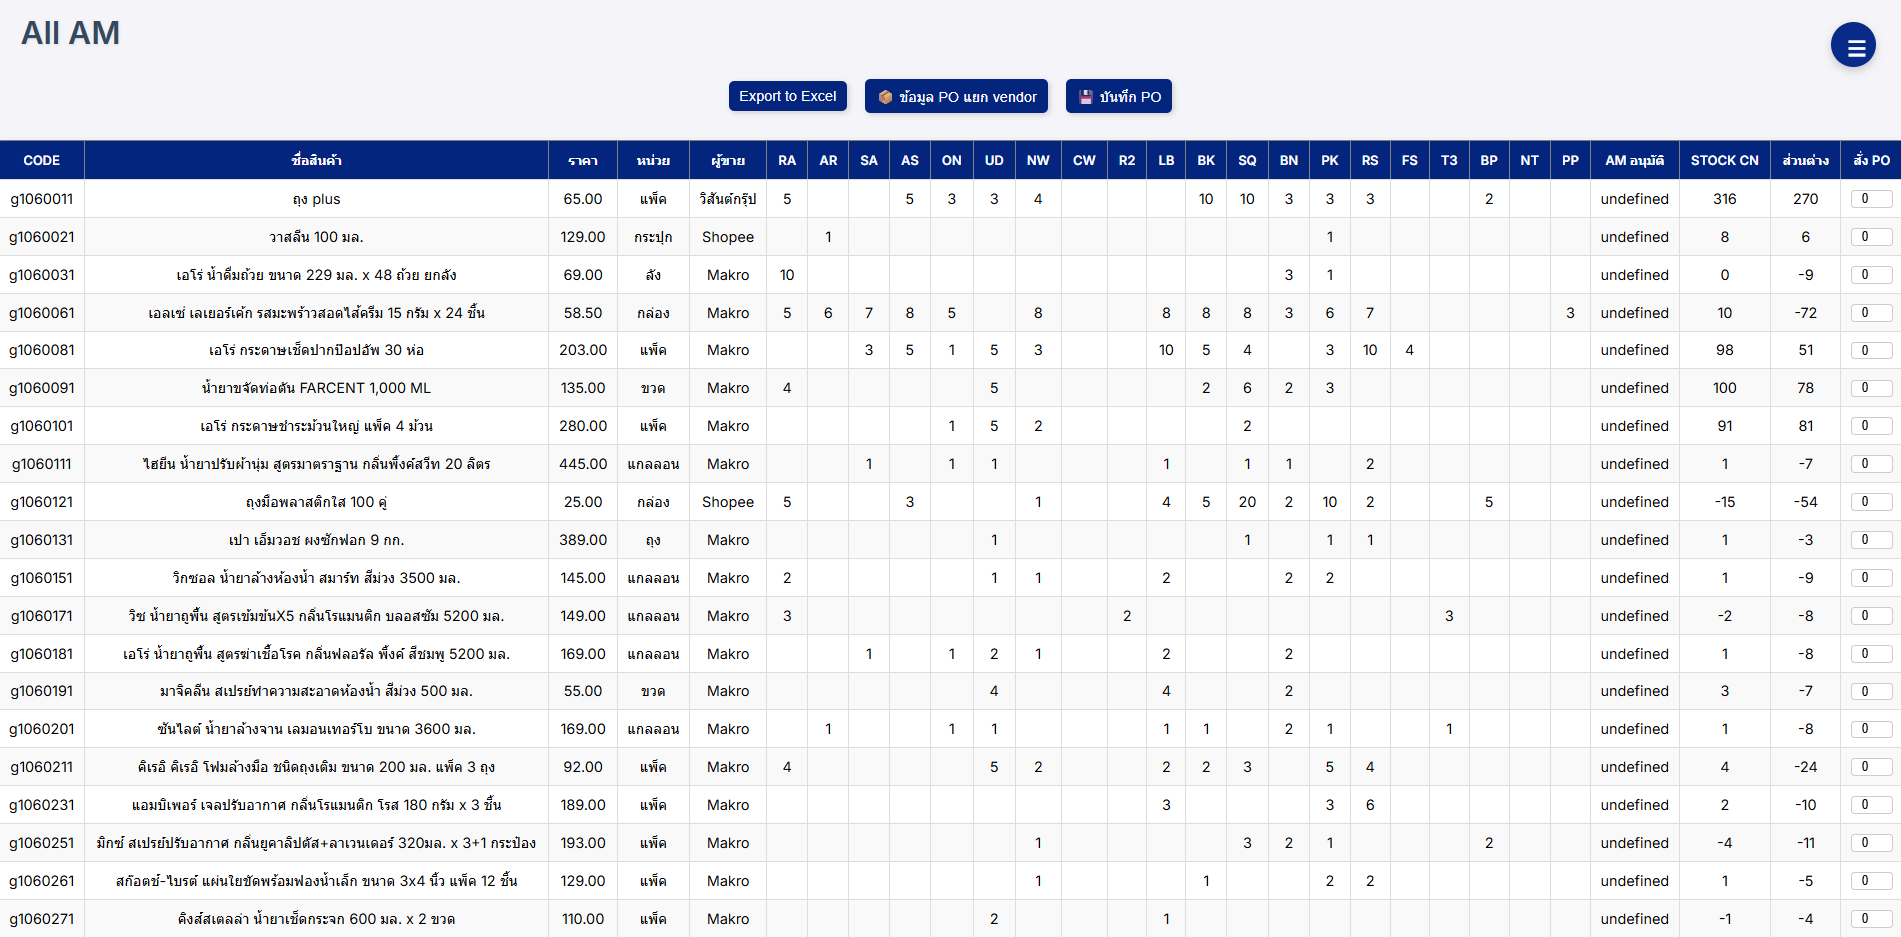 All AM
Export to Excel 📦 ข้อมูล PO แยก vendor 💾 บันทึก PO
CODE ชื่อสินค้า ราคา หน่วย ผู้ขาย RA AR SA AS ON UD NW CW R2 LB BK SQ BN PK RS FS T3 BP NT PP AM อนุมัติ STOCK CN ส่วนต่าง สั่ง PO
g1060011 ถุง plus 65.00 แพ็ค วิสันต์กรุ๊ป 5 5 3 3 4 10 10 3 3 3 2 undefined 316 270 0
g1060021 วาสลีน 100 มล. 129.00 กระปุก Shopee 1 1 undefined 8 6 0
g1060031 เอโร่ น้ำดื่มถ้วย ขนาด 229 มล. x 48 ถ้วย ยกลัง 69.00 ลัง Makro 10 3 1 undefined 0 -9 0
g1060061 เอลเซ่ เลเยอร์เค้ก รสมะพร้าวสอดไส้ครีม 15 กรัม x 24 ชิ้น 58.50 กล่อง Makro 5 6 7 8 5 8 8 8 8 3 6 7 3 undefined 10 -72 0
g1060081 เอโร่ กระดาษเช็ดปากป๊อปอัพ 30 ห่อ 203.00 แพ็ค Makro 3 5 1 5 3 10 5 4 3 10 4 undefined 98 51 0
g1060091 น้ำยาขจัดท่อตัน FARCENT 1,000 ML 135.00 ขวด Makro 4 5 2 6 2 3 undefined 100 78 0
g1060101 เอโร่ กระดาษชำระม้วนใหญ่ แพ็ค 4 ม้วน 280.00 แพ็ค Makro 1 5 2 2 undefined 91 81 0
g1060111 ไฮยีน น้ำยาปรับผ้านุ่ม สูตรมาตราฐาน กลิ่นพิ้งค์สวีท 20 ลิตร 445.00 แกลลอน Makro 1 1 1 1 1 1 2 undefined 1 -7 0
g1060121 ถุงมือพลาสติกใส 100 คู่ 25.00 กล่อง Shopee 5 3 1 4 5 20 2 10 2 5 undefined -15 -54 0
g1060131 เปา เอ็มวอช ผงซักฟอก 9 กก. 389.00 ถุง Makro 1 1 1 1 undefined 1 -3 0
g1060151 วิกซอล น้ำยาล้างห้องน้ำ สมาร์ท สีม่วง 3500 มล. 145.00 แกลลอน Makro 2 1 1 2 2 2 undefined 1 -9 0
g1060171 วิซ น้ำยาถูพื้น สูตรเข้มข้นX5 กลิ่นโรแมนติก บลอสซัม 5200 มล. 149.00 แกลลอน Makro 3 2 3 undefined -2 -8 0
g1060181 เอโร่ น้ำยาถูพื้น สูตรฆ่าเชื้อโรค กลิ่นฟลอรัล พิ้งค์ สีชมพู 5200 มล. 169.00 แกลลอน Makro 1 1 2 1 2 2 undefined 1 -8 0
g1060191 มาจิคลีน สเปรย์ทำความสะอาดห้องน้ำ สีม่วง 500 มล. 55.00 ขวด Makro 4 4 2 undefined 3 -7 0
g1060201 ซันไลต์ น้ำยาล้างจาน เลมอนเทอร์โบ ขนาด 3600 มล. 169.00 แกลลอน Makro 1 1 1 1 1 2 1 1 undefined 1 -8 0
g1060211 คิเรอิ คิเรอิ โฟมล้างมือ ชนิดถุงเติม ขนาด 200 มล. แพ็ค 3 ถุง 92.00 แพ็ค Makro 4 5 2 2 2 3 5 4 undefined 4 -24 0
g1060231 แอมบิเพอร์ เจลปรับอากาศ กลิ่นโรแมนติก โรส 180 กรัม x 3 ชิ้น 189.00 แพ็ค Makro 3 3 6 undefined 2 -10 0
g1060251 มิกซ์ สเปรย์ปรับอากาศ กลิ่นยูคาลิปตัส+ลาเวนเดอร์ 320มล. x 3+1 กระป๋อง 193.00 แพ็ค Makro 1 3 2 1 2 undefined -4 -11 0
g1060261 สก๊อตช์-ไบรต์ แผ่นใยขัดพร้อมฟองน้ำเล็ก ขนาด 3x4 นิ้ว แพ็ค 12 ชิ้น 129.00 แพ็ค Makro 1 1 2 2 undefined 1 -5 0
g1060271 คิงส์สเตลล่า น้ำยาเช็ดกระจก 600 มล. x 2 ขวด 110.00 แพ็ค Makro 2 1 undefined -1 -4 0